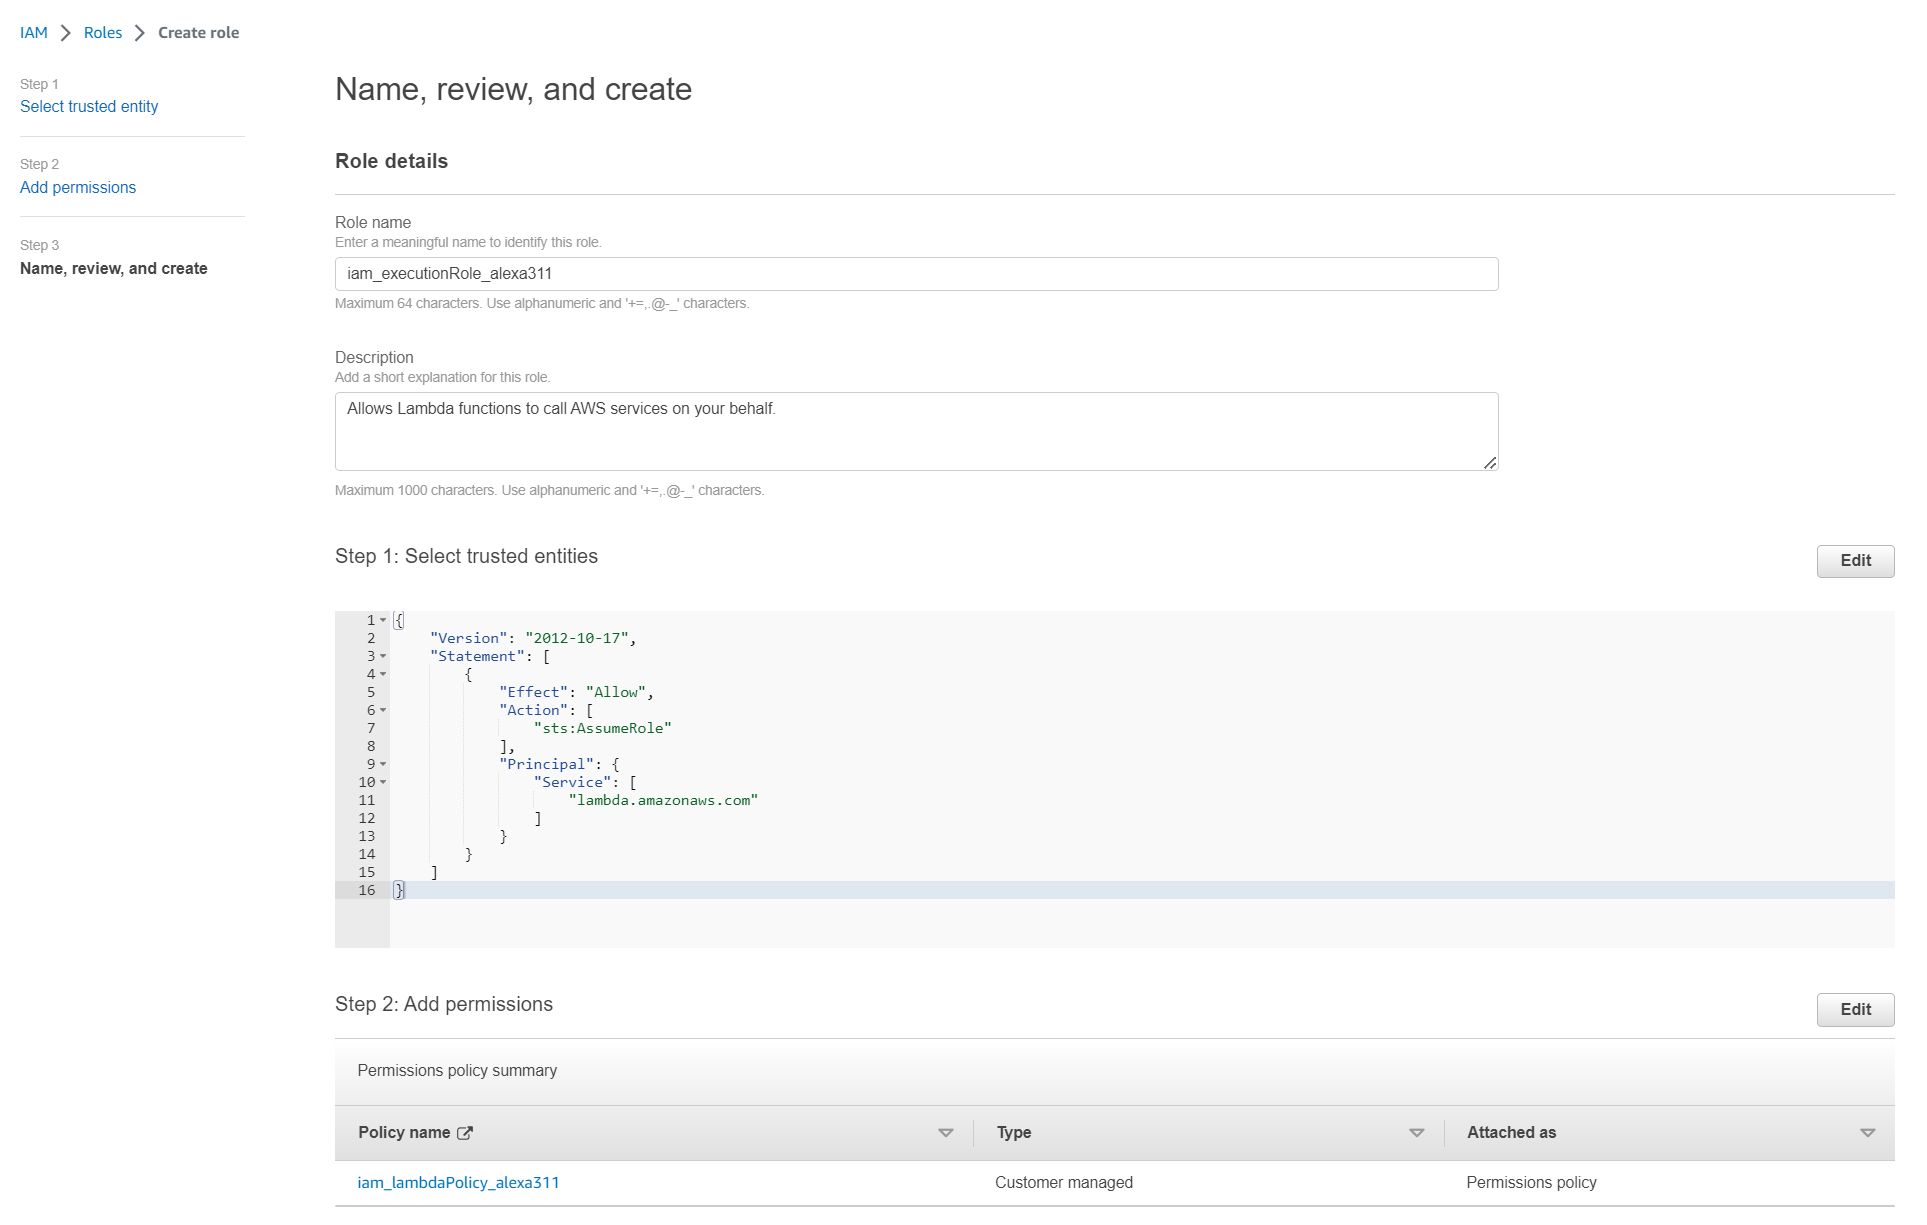 IAM > Roles > Create role
Step 1
Select trusted entity
Step 2
Add permissions
Step 3
Name, review, and create
Name, review, and create
Role details
Role name
Enter a meaningful name to identify this role.
iam_executionRole_alexa311
Maximum 64 characters. Use alphanumeric and '+=,.@-_' characters.
Description
Add a short explanation for this role.
Allows Lambda functions to call AWS services on your behalf.
Maximum 1000 characters. Use alphanumeric and '+=,.@-_' characters.
Step 1: Select trusted entities
Edit
1 {
2     "Version": "2012-10-17",
3     "Statement": [
4         {
5             "Effect": "Allow",
6             "Action": [
7                 "sts:AssumeRole"
8             ],
9             "Principal": {
10                 "Service": [
11                     "lambda.amazonaws.com"
12                 ]
13             }
14         }
15     ]
16 }
Step 2: Add permissions
Edit
Permissions policy summary
Policy name Type Attached as
iam_lambdaPolicy_alexa311 Customer managed Permissions policy